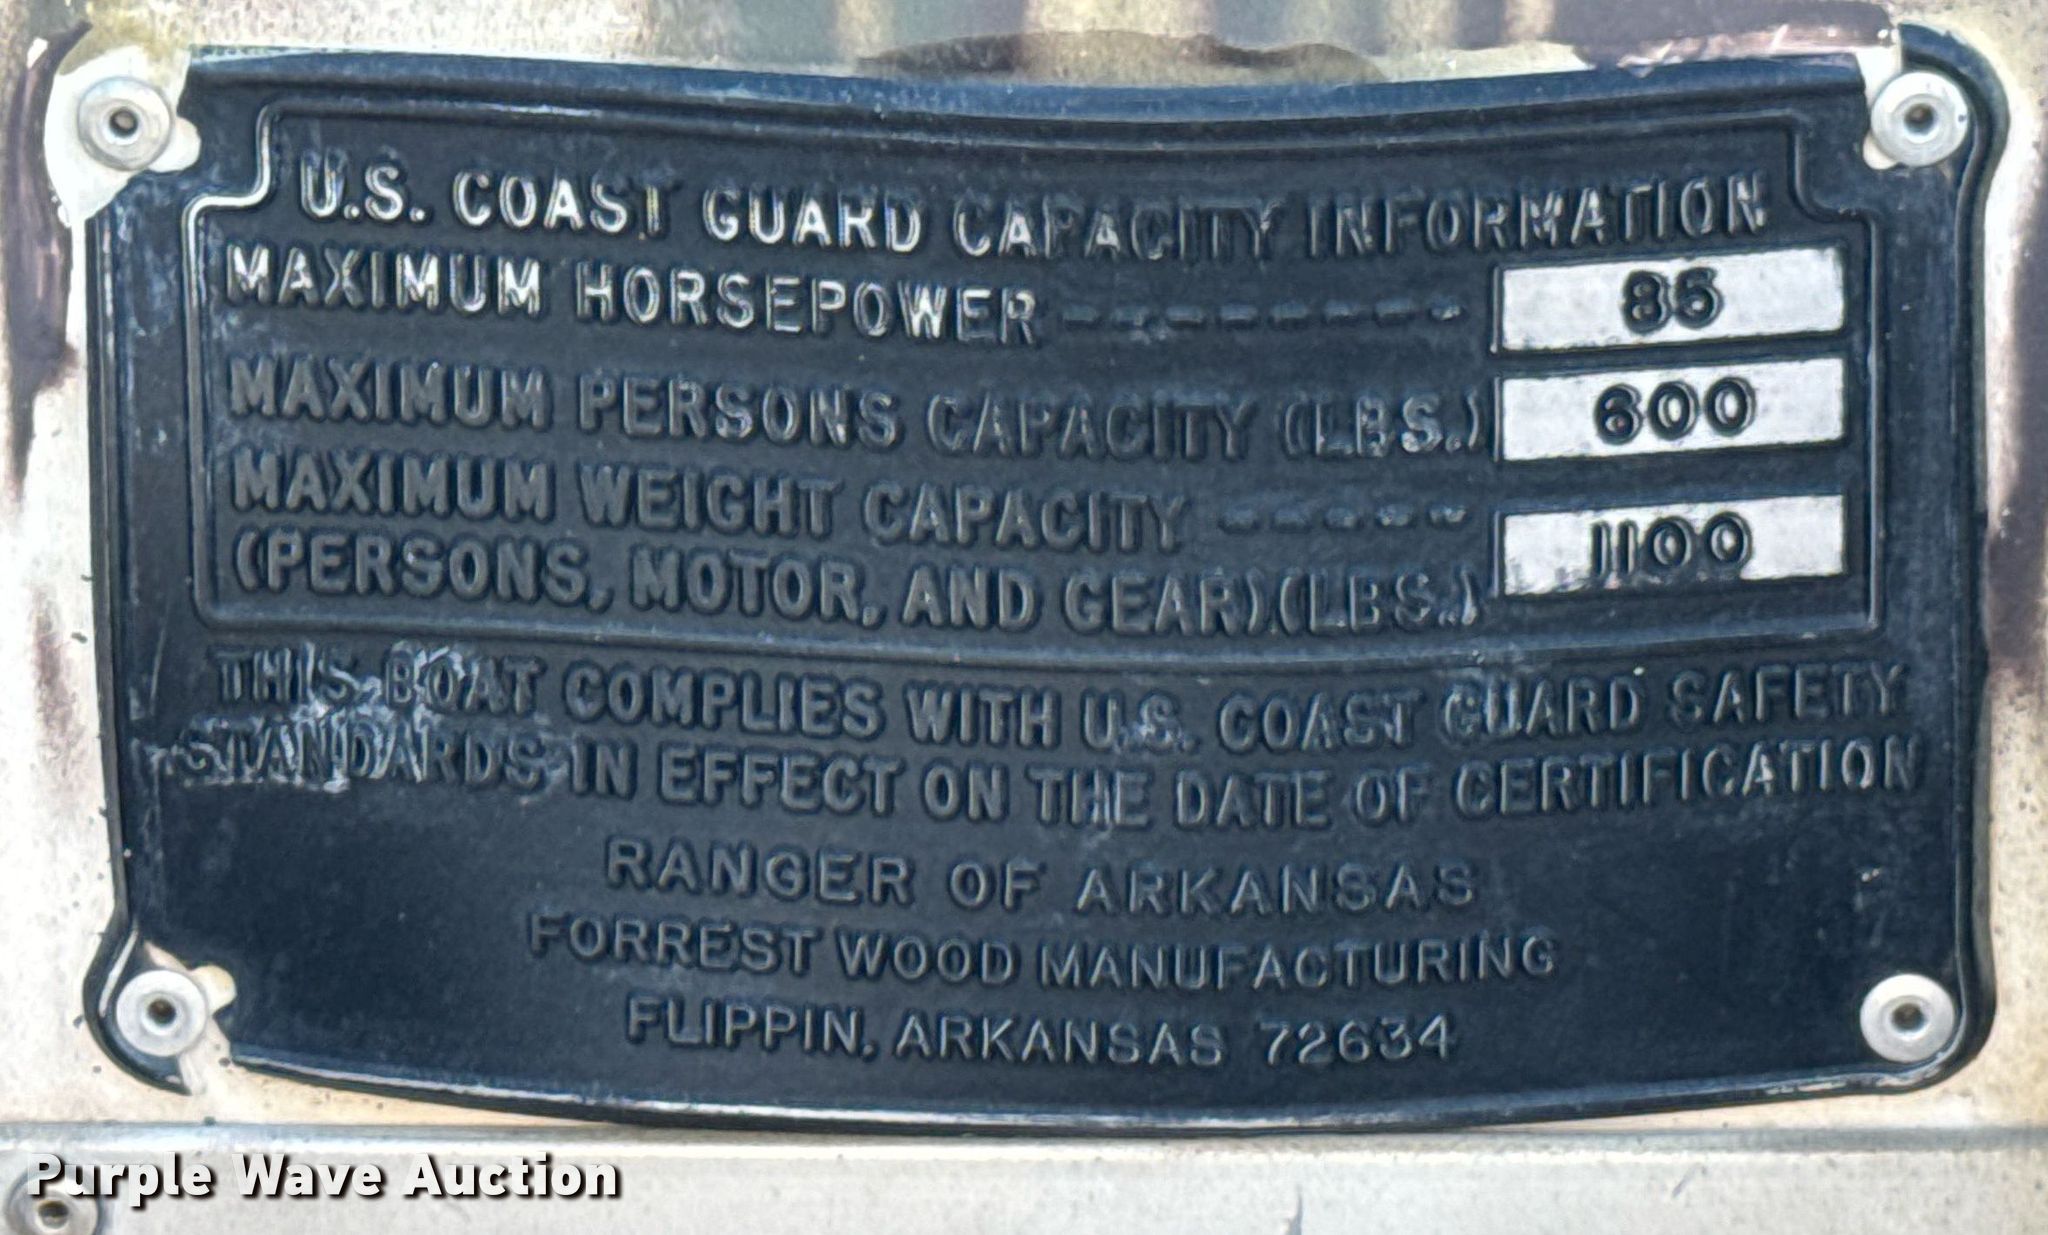 U.S. COAST GUARD CAPACITY INFORMATION
MAXIMUM HORSEPOWER -------- 85
MAXIMUM PERSONS CAPACITY (LBS.) 600
MAXIMUM WEIGHT CAPACITY ----- 1100
(PERSONS, MOTOR, AND GEAR)(LBS.)
THIS BOAT COMPLIES WITH U.S. COAST GUARD SAFETY
STANDARDS IN EFFECT ON THE DATE OF CERTIFICATION
RANGER OF ARKANSAS
FORREST WOOD MANUFACTURING
FLIPPIN, ARKANSAS 72634
Purple Wave Auction